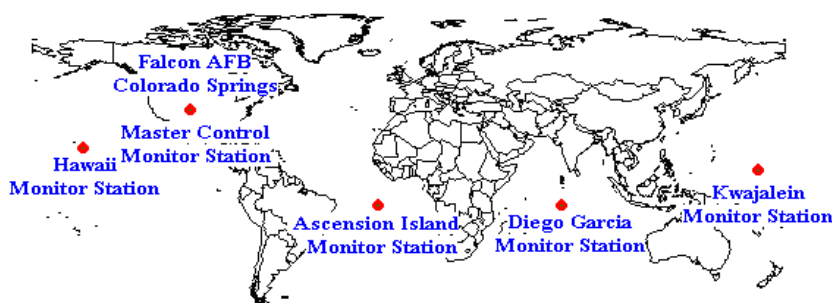 Falcon AFB
Colorado Springs
Master Control
Monitor Station
Hawaii
Monitor Station
Ascension Island
Monitor Station
Diego Garcia
Monitor Station
Kwajalein
Monitor Station